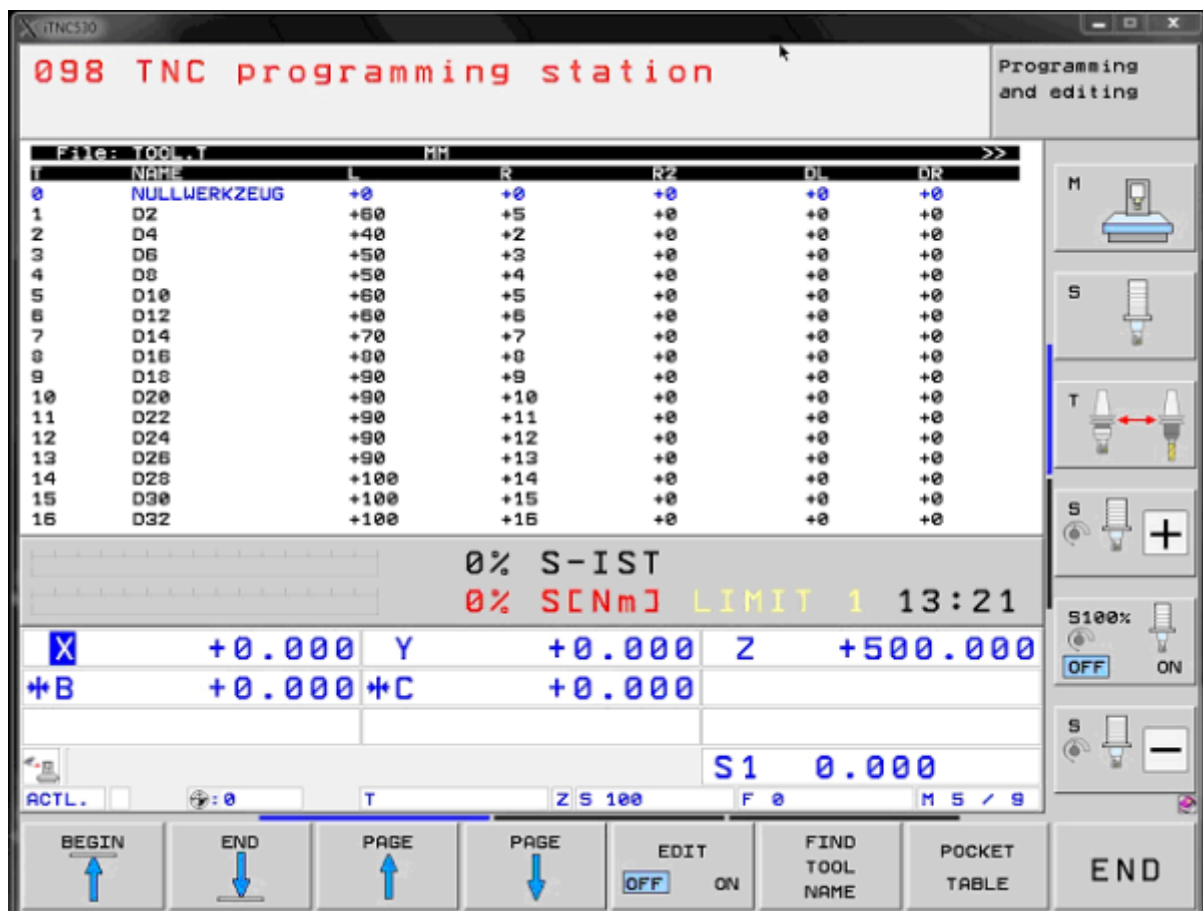 iTNC530
098 TNC programming station
Programming
and editing
File: TOOL.T MM >>
T NAME L R R2 DL DR
0 NULLWERKZEUG +0 +0 +0 +0 +0
1 D2 +60 +5 +0 +0 +0
2 D4 +40 +2 +0 +0 +0
3 D6 +50 +3 +0 +0 +0
4 D8 +50 +4 +0 +0 +0
5 D10 +60 +5 +0 +0 +0
6 D12 +60 +6 +0 +0 +0
7 D14 +70 +7 +0 +0 +0
8 D16 +80 +8 +0 +0 +0
9 D18 +90 +9 +0 +0 +0
10 D20 +90 +10 +0 +0 +0
11 D22 +90 +11 +0 +0 +0
12 D24 +90 +12 +0 +0 +0
13 D26 +90 +13 +0 +0 +0
14 D28 +100 +14 +0 +0 +0
15 D30 +100 +15 +0 +0 +0
16 D32 +100 +16 +0 +0 +0
0% S-IST
0% S[Nm] LIMIT 1 13:21
X +0.000 Y +0.000 Z +500.000
B +0.000 C +0.000
S1 0.000
ACTL. : 0 T Z S 100 F 0 M 5 / 9
M
S
T
S
S100%
OFF ON
S
BEGIN
END
PAGE
PAGE
EDIT
OFF ON
FIND
TOOL
NAME
POCKET
TABLE
END